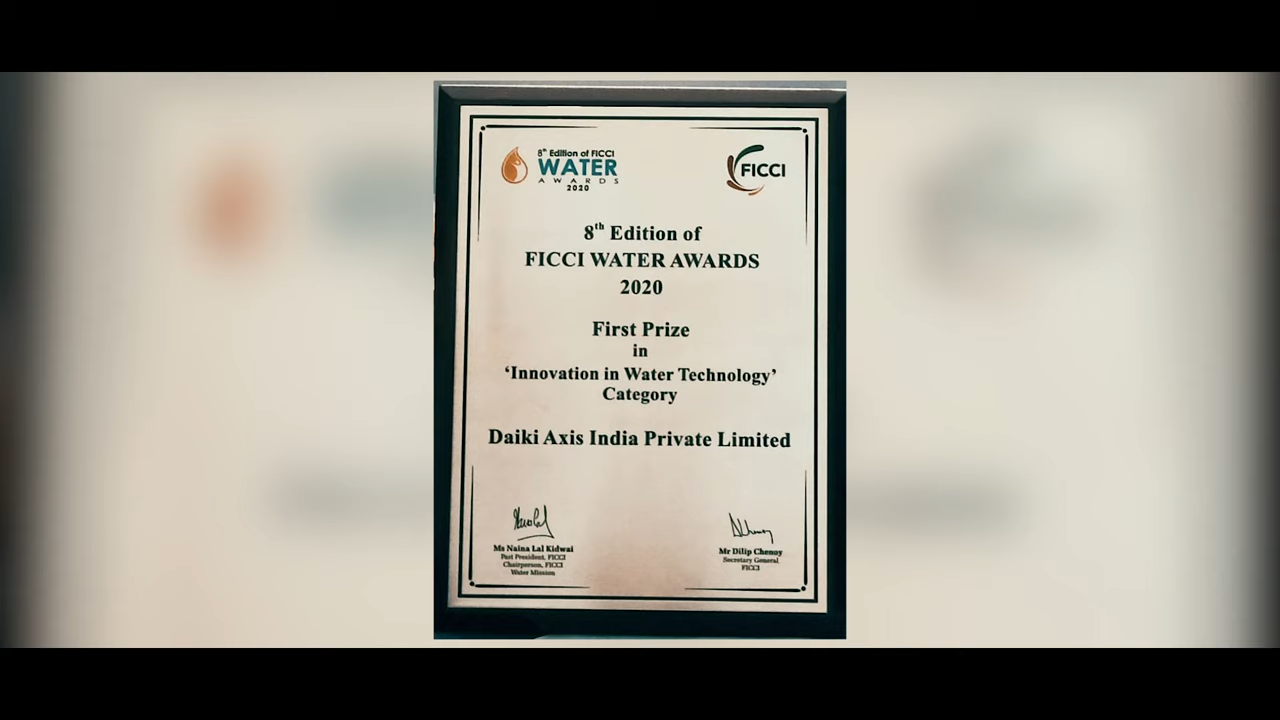 8th Edition of FICCI
WATER
AWARDS
2020
FICCI
8th Edition of
FICCI WATER AWARDS
2020
First Prize
in
‘Innovation in Water Technology’
Category
Daiki Axis India Private Limited
Ms Naina Lal Kidwai
Past President, FICCI
Chairperson, FICCI
Water Mission
Mr Dilip Chenoy
Secretary General
FICCI